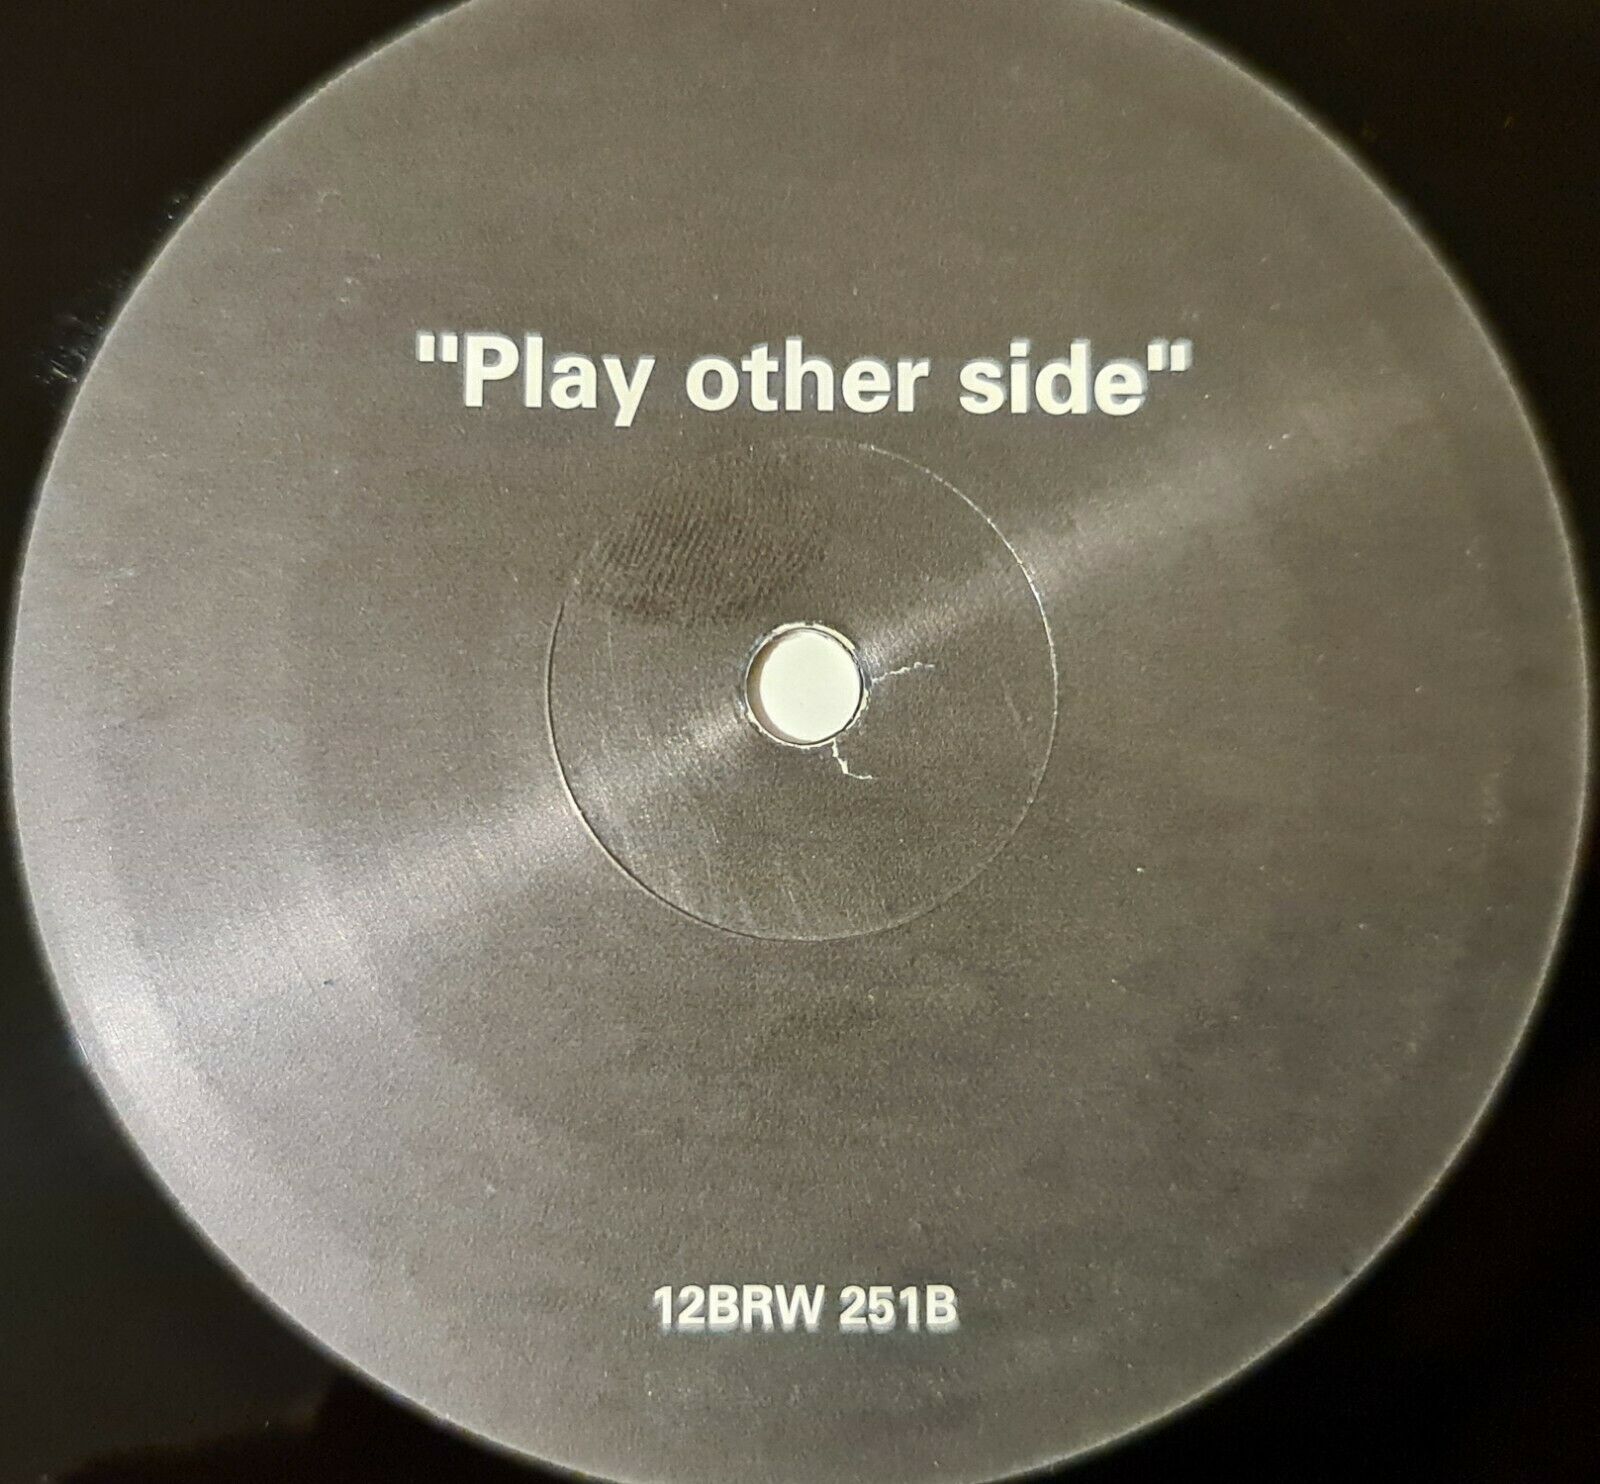 "Play other side"
12BRW 251B